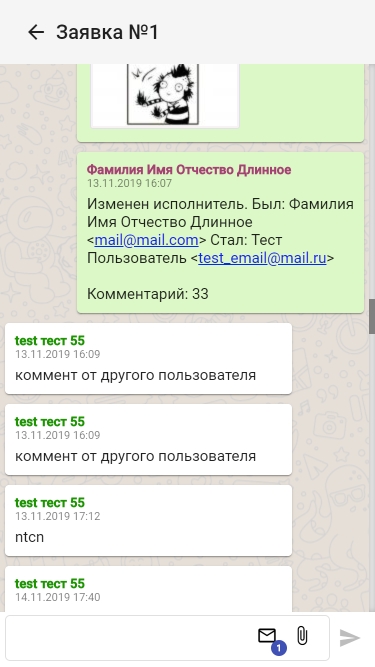 Заявка №1
Фамилия Имя Отчество Длинное
13.11.2019 16:07
Изменен исполнитель. Был: Фамилия
Имя Отчество Длинное
<mail@mail.com> Стал: Тест
Пользователь <test_email@mail.ru>
Комментарий: 33
test тест 55
13.11.2019 16:09
коммент от другого пользователя
test тест 55
13.11.2019 16:09
коммент от другого пользователя
test тест 55
13.11.2019 17:12
ntcn
test тест 55
14.11.2019 17:40
1